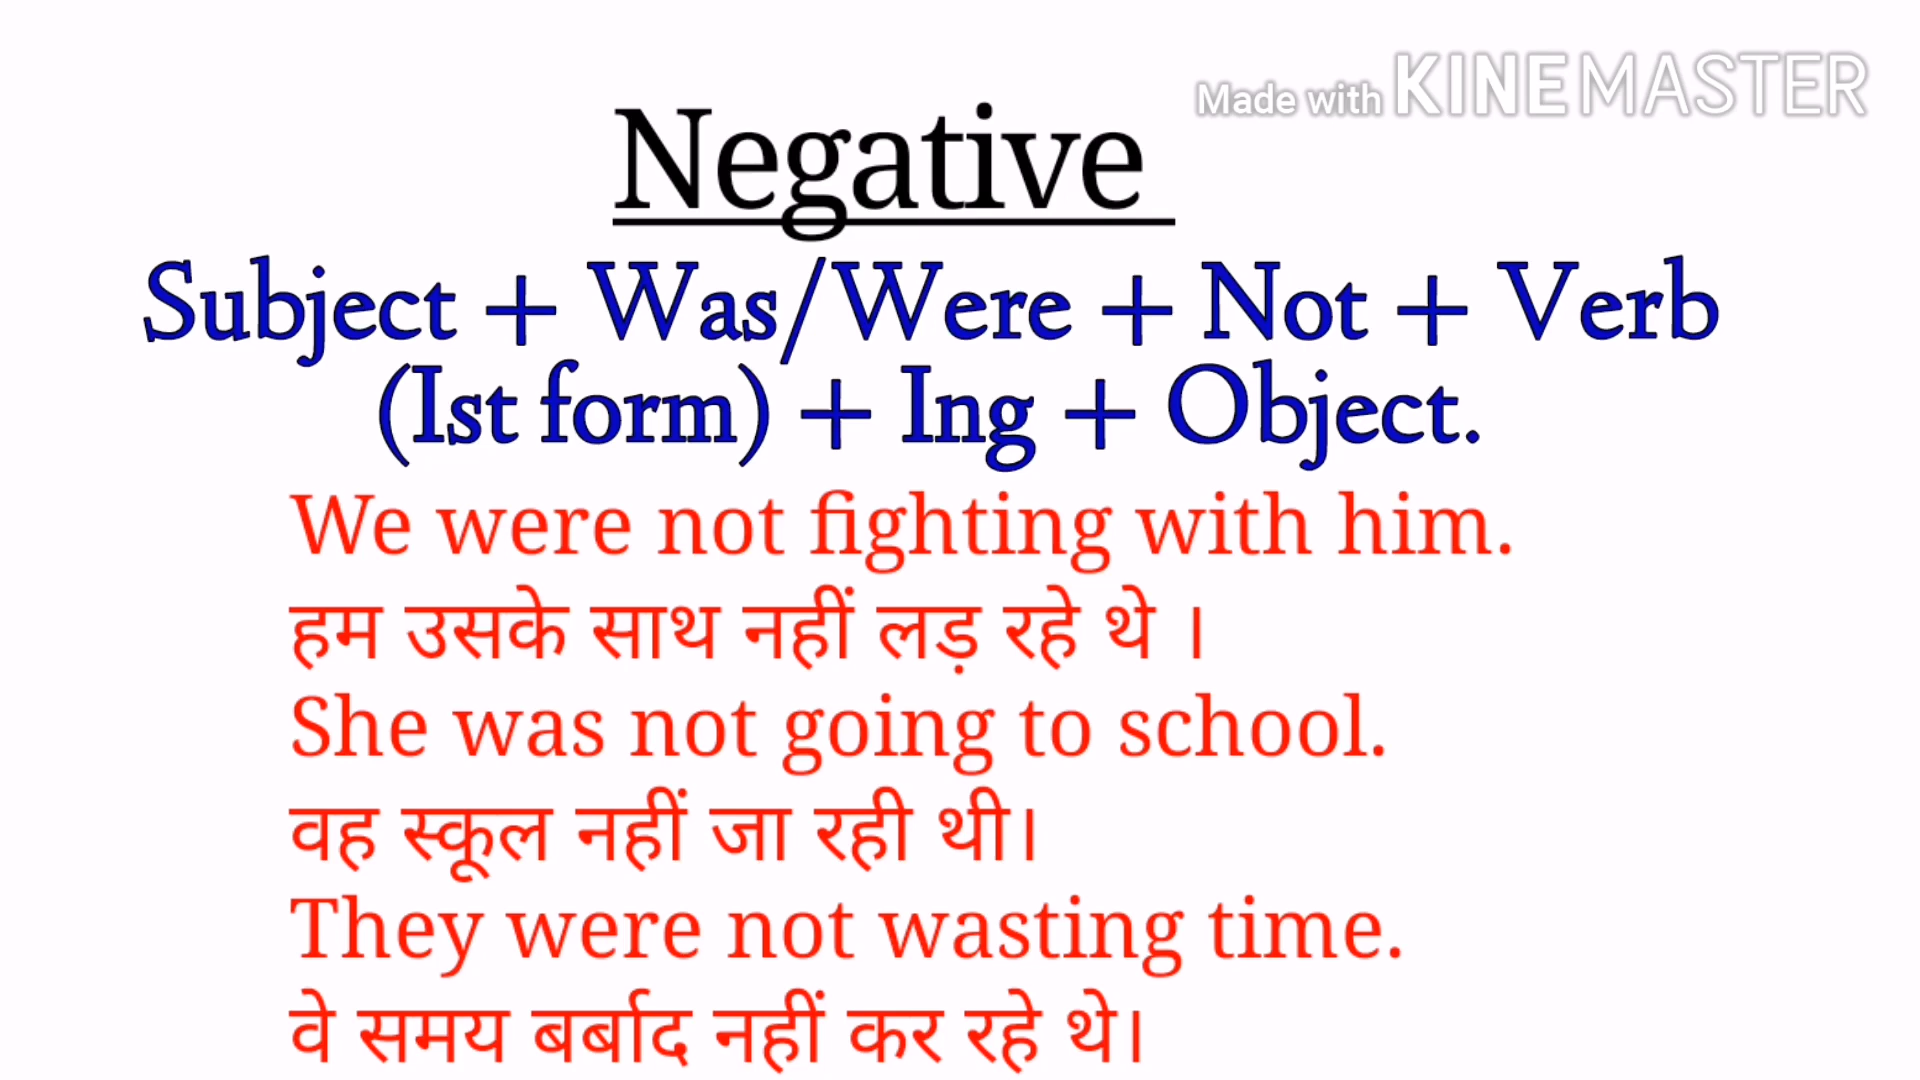 Made with KINEMASTER
Negative
Subject + Was/Were + Not + Verb
(Ist form) + Ing + Object.
We were not fighting with him.
हम उसके साथ नहीं लड़ रहे थे ।
She was not going to school.
वह स्कूल नहीं जा रही थी।
They were not wasting time.
वे समय बर्बाद नहीं कर रहे थे।